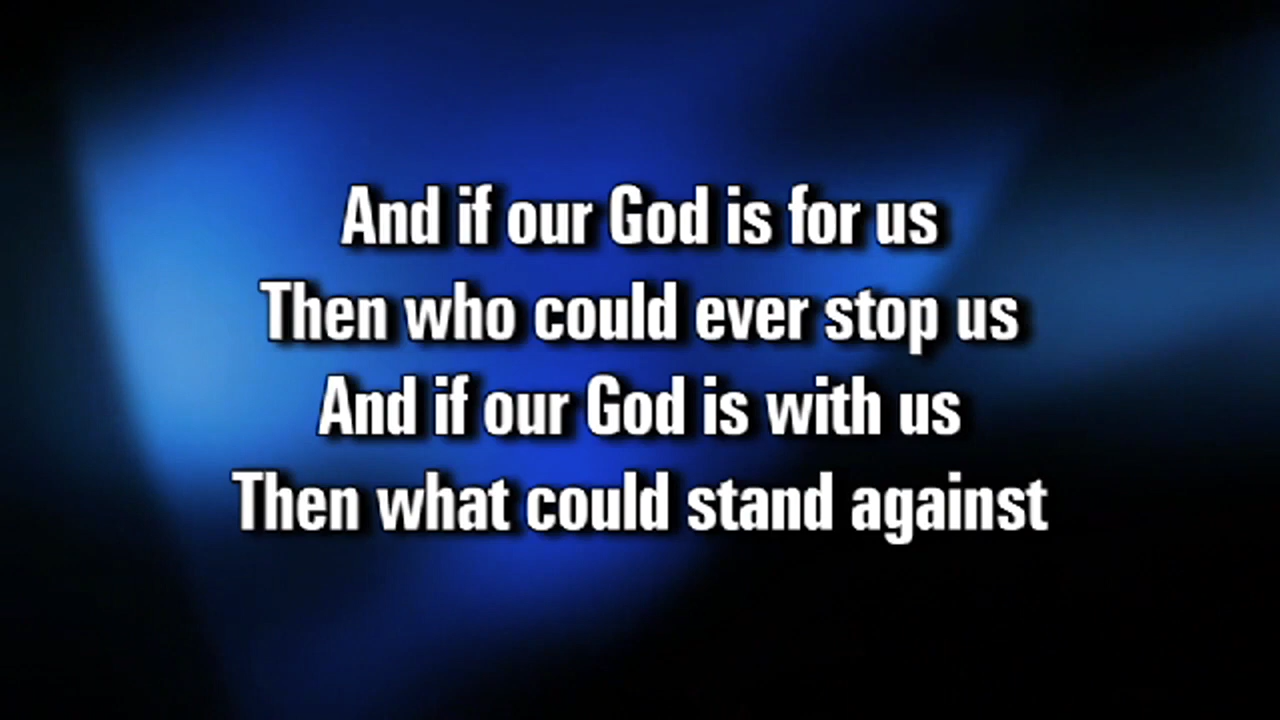 And if our God is for us
Then who could ever stop us
And if our God is with us
Then what could stand against